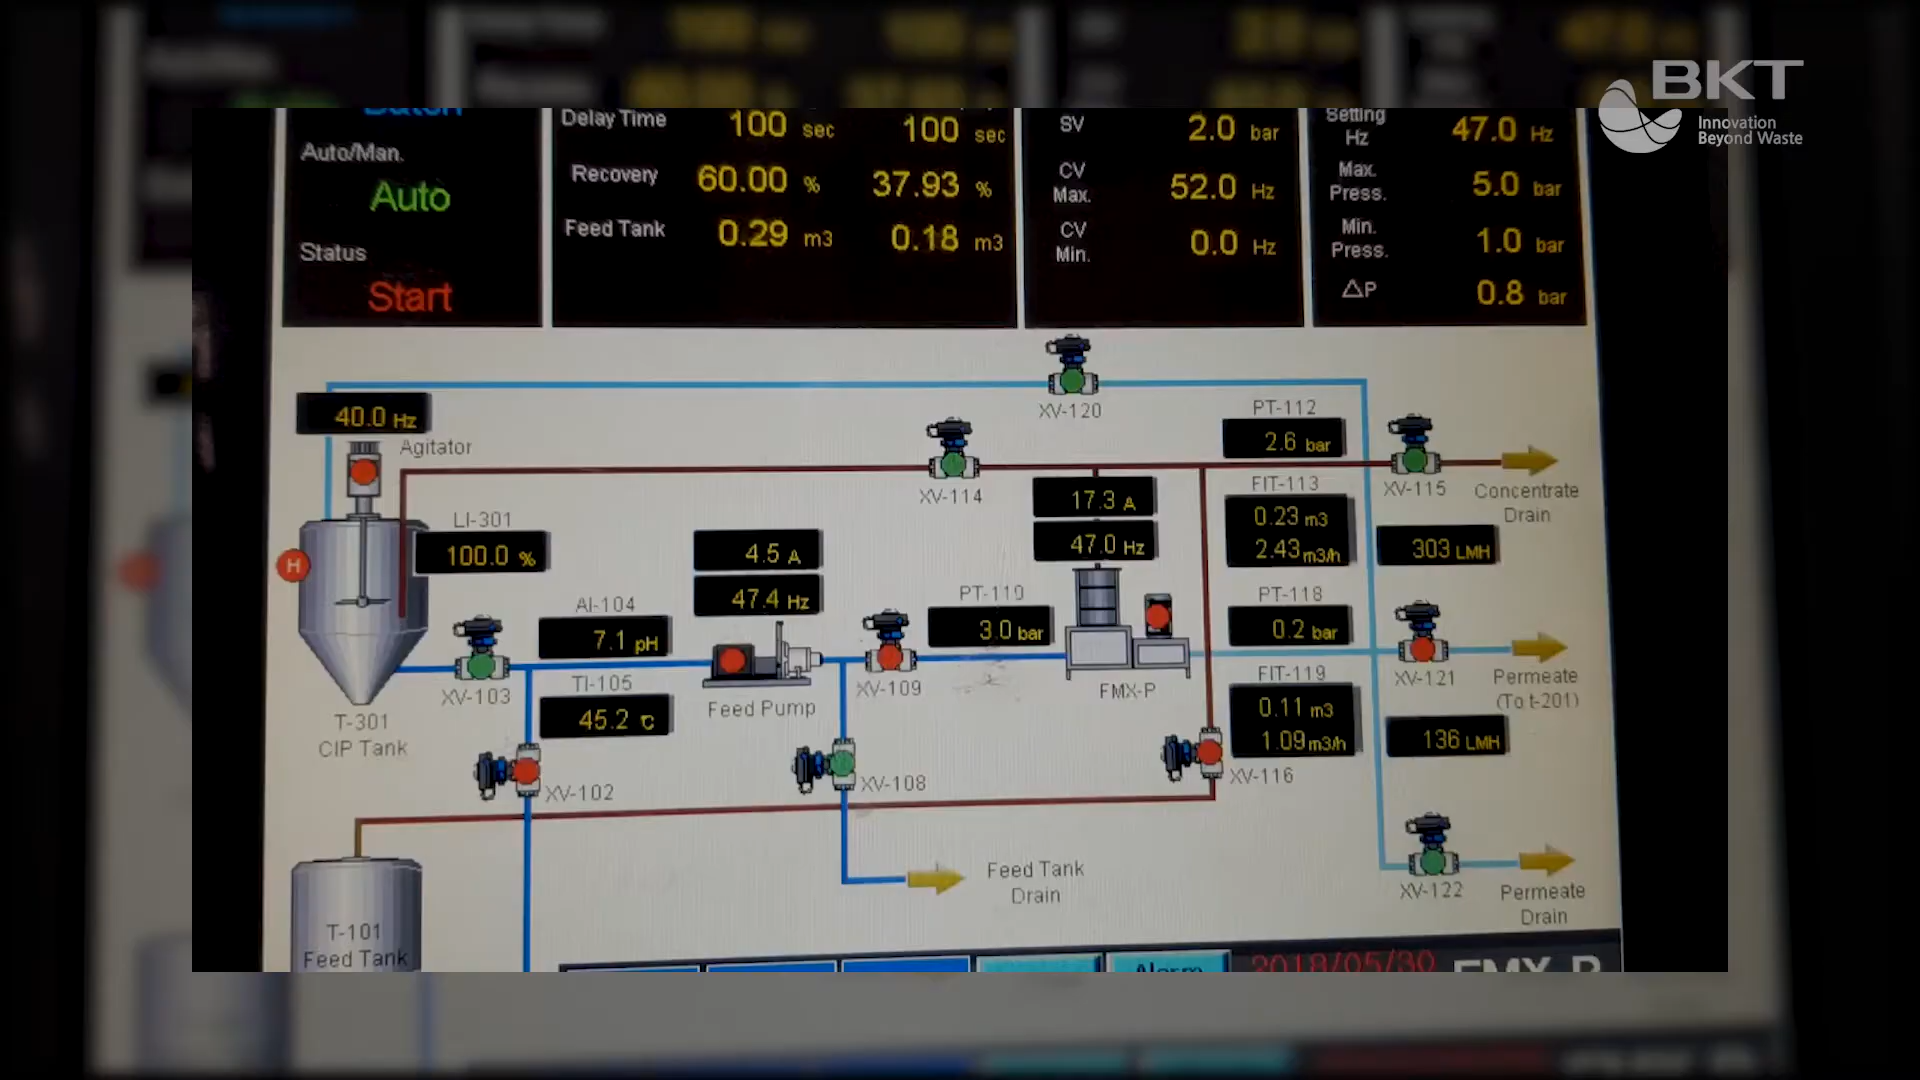 BKT
Innovation
Beyond Waste
Batch
Auto/Man.
Auto
Status
Start
Delay Time 100 sec 100 sec
Recovery 60.00 % 37.93 %
Feed Tank 0.29 m3 0.18 m3
SV 2.0 bar
CV Max. 52.0 Hz
CV Min. 0.0 Hz
Setting Hz 47.0 Hz
Max. Press. 5.0 bar
Min. Press. 1.0 bar
△P 0.8 bar
40.0 Hz
Agitator
XV-120
PT-112
2.6 bar
XV-114
XV-115
Concentrate
Drain
LI-301
100.0 %
H
17.3 A
47.0 Hz
FIT-113
0.23 m3
2.43 m3/h
303 LMH
4.5 A
47.4 Hz
AI-104
7.1 pH
PT-110
3.0 bar
PT-118
0.2 bar
XV-103
TI-105
45.2 ℃
Feed Pump
XV-109
FMX-P
FIT-119
0.11 m3
1.09 m3/h
136 LMH
XV-121
Permeate
(To t-201)
T-301
CIP Tank
XV-102
XV-108
XV-116
Feed Tank
Drain
XV-122
Permeate
Drain
T-101
Feed Tank
Alarm
2018/05/30
FMX-P